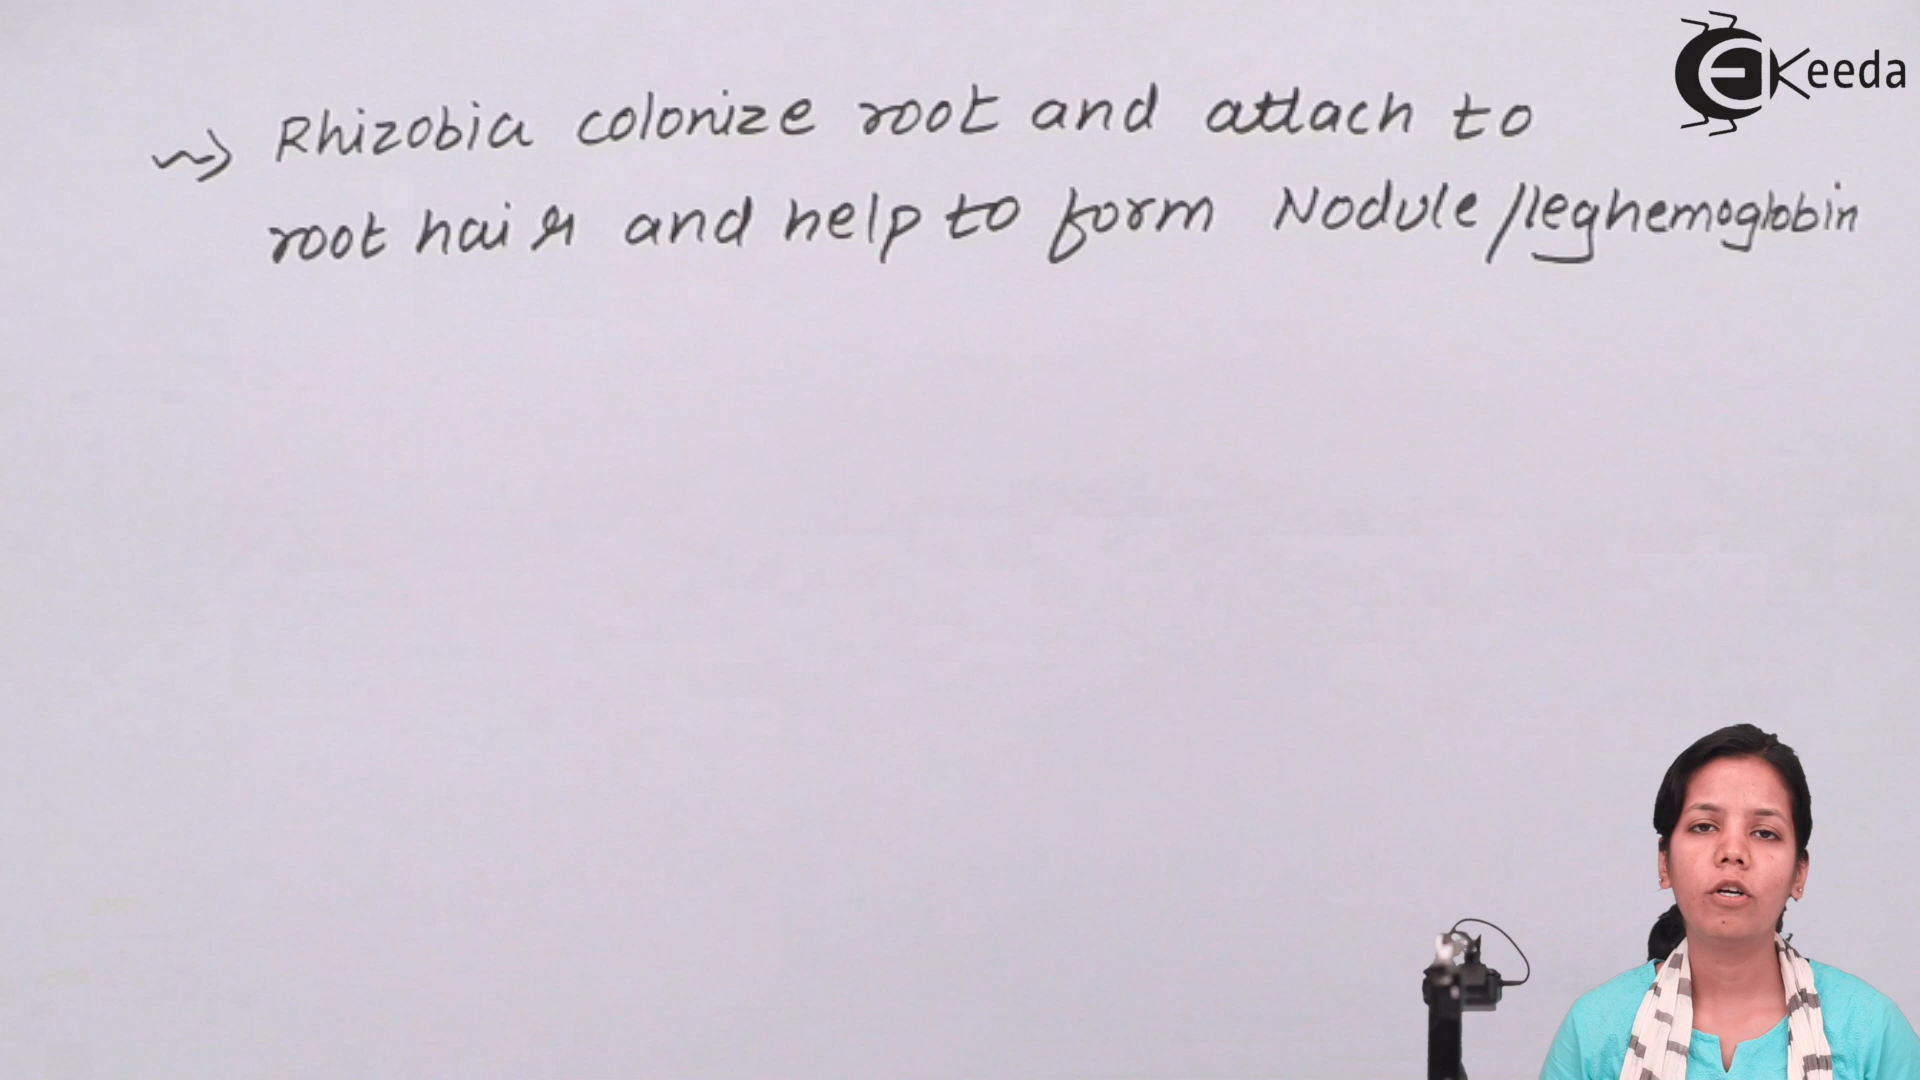 EKeeda
Rhizobia colonize root and attach to
root hair and help to form Nodule/leghemoglobin